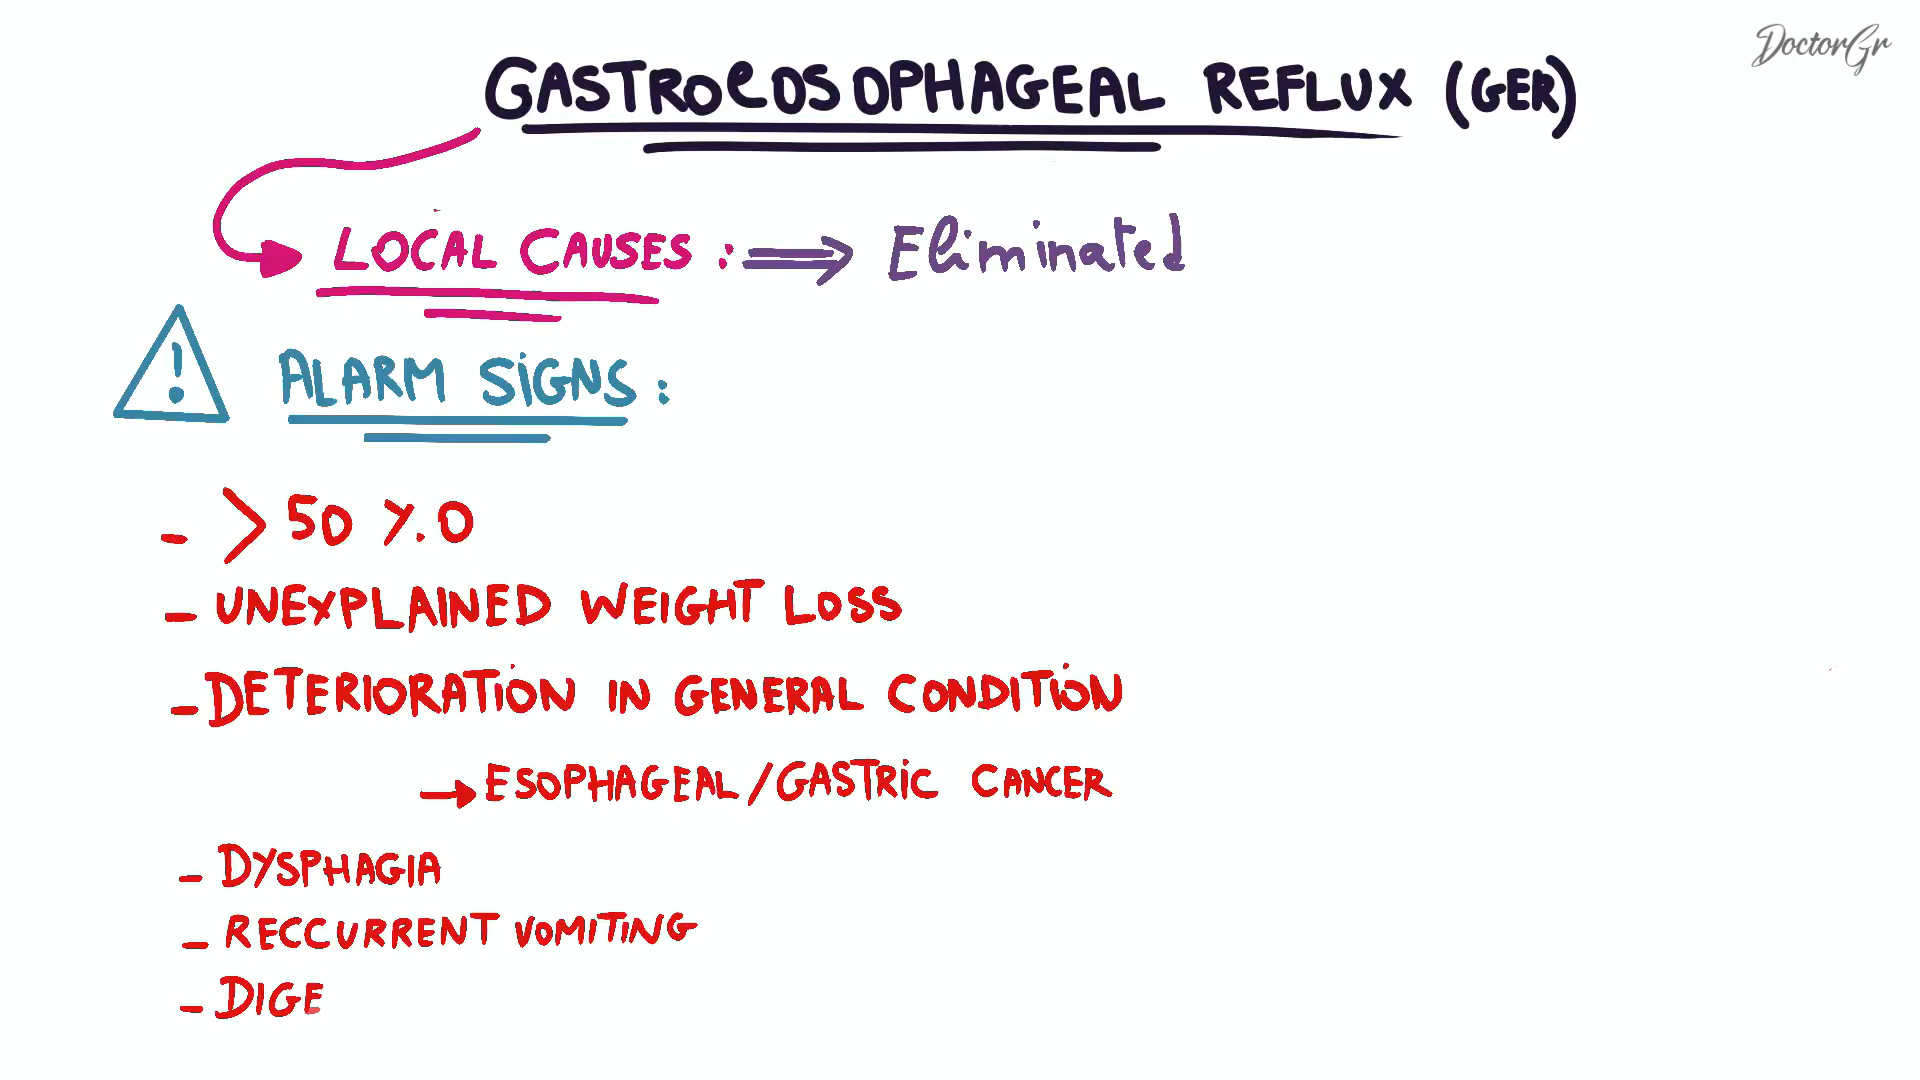 DoctorGr
GASTROEOSOPHAGEAL REFLUX (GER)
LOCAL CAUSES : ⇒ Eliminated
! ALARM SIGNS :
- > 50 Y.O
- UNEXPLAINED WEIGHT LOSS
- DETERIORATION IN GENERAL CONDITION
→ ESOPHAGEAL/GASTRIC CANCER
- DYSPHAGIA
- RECCURRENT VOMITING
- DIGE